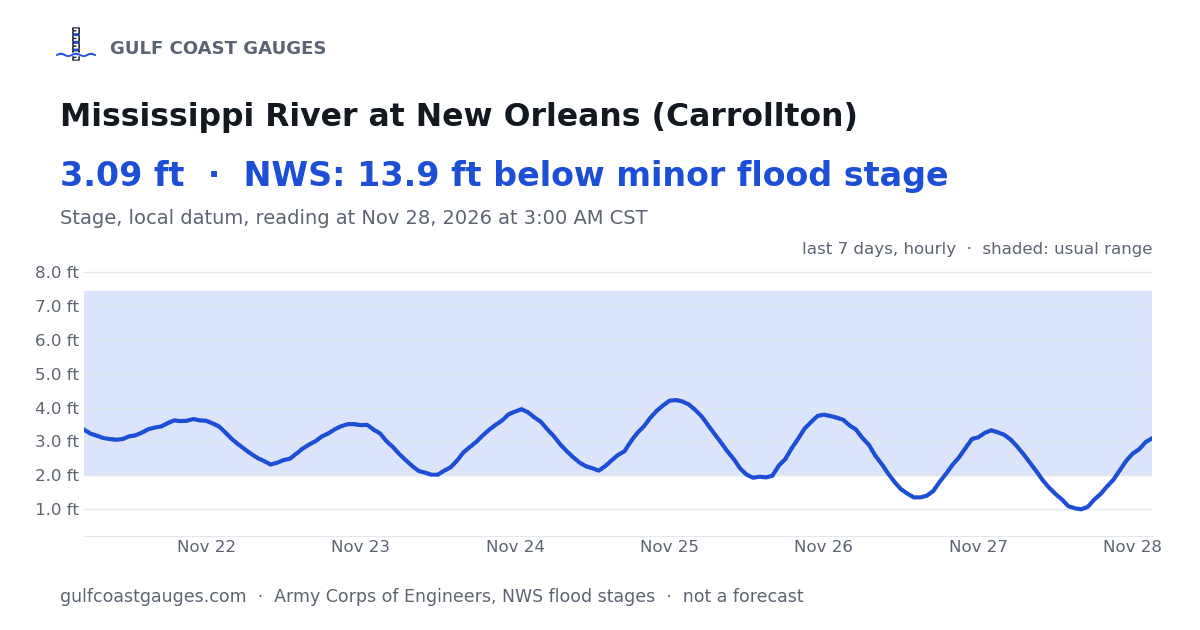 GULF COAST GAUGES
Mississippi River at New Orleans (Carrollton)
3.09 ft · NWS: 13.9 ft below minor flood stage
Stage, local datum, reading at Nov 28, 2026 at 3:00 AM CST
last 7 days, hourly · shaded: usual range
8.0 ft
7.0 ft
6.0 ft
5.0 ft
4.0 ft
3.0 ft
2.0 ft
1.0 ft
Nov 22 Nov 23 Nov 24 Nov 25 Nov 26 Nov 27 Nov 28
gulfcoastgauges.com · Army Corps of Engineers, NWS flood stages · not a forecast